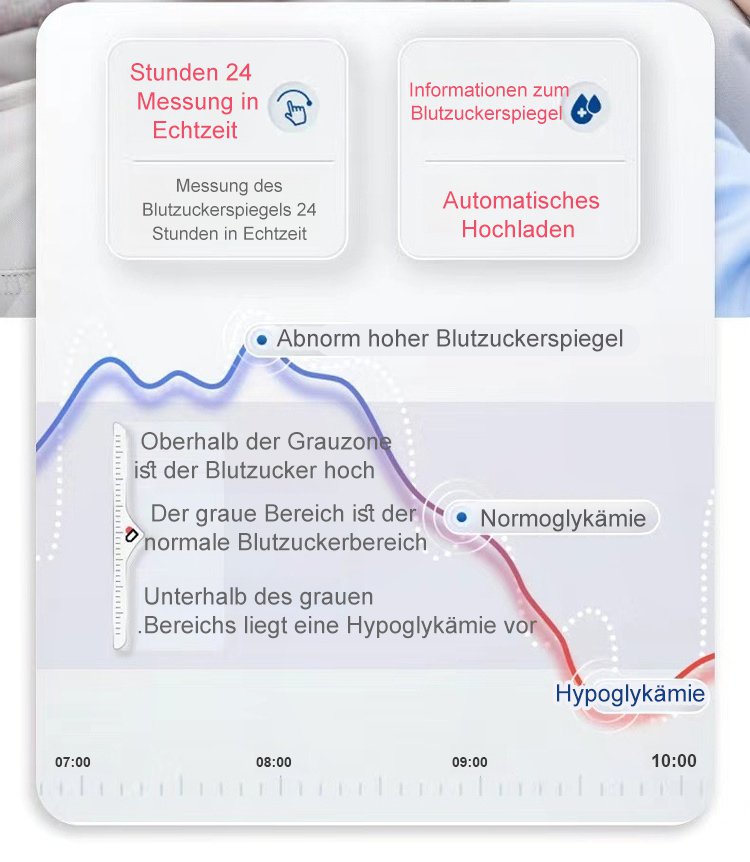 Stunden 24
Messung in
Echtzeit
Messung des
Blutzuckerspiegels 24
Stunden in Echtzeit
Informationen zum
Blutzuckerspiegel
Automatisches
Hochladen
Abnorm hoher Blutzuckerspiegel
Oberhalb der Grauzone
ist der Blutzucker hoch
Der graue Bereich ist der
normale Blutzuckerbereich
Normoglykämie
Unterhalb des grauen
.Bereichs liegt eine Hypoglykämie vor
Hypoglykämie
07:00
08:00
09:00
10:00